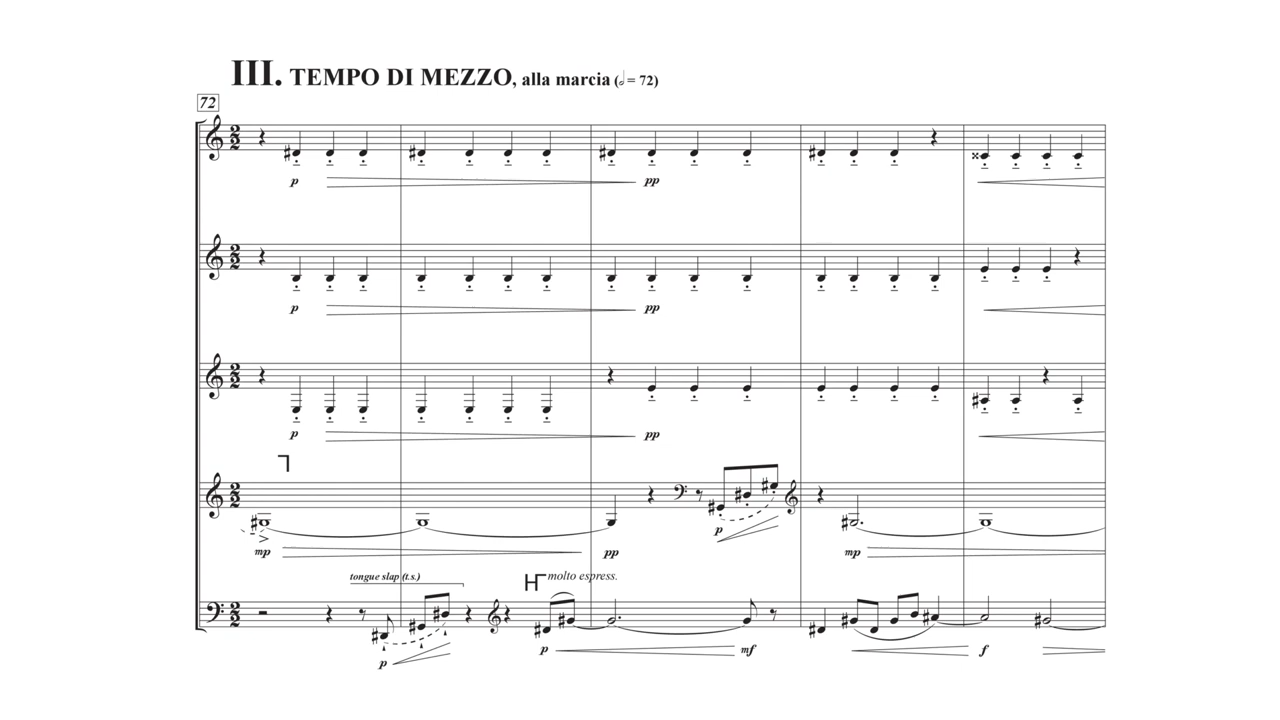 III. TEMPO DI MEZZO, alla marcia (𝅗𝅥 = 72)
72
p pp
p pp
p pp
mp pp p mp
tongue slap (t.s.) molto espress.
p p mf f